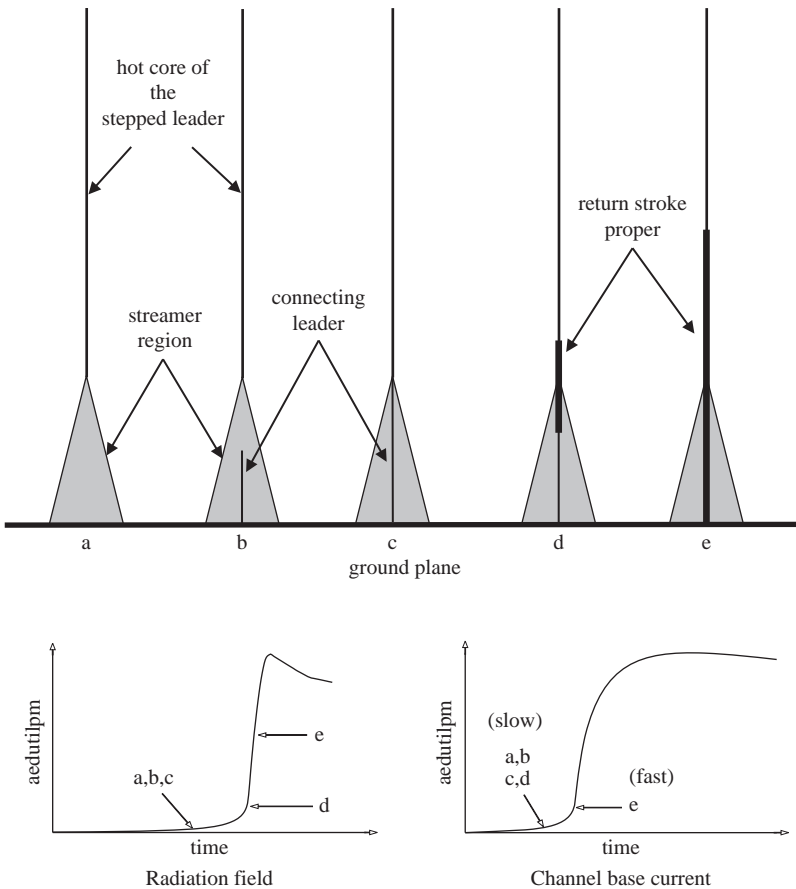 hot core of
the
stepped leader
return stroke
proper
connecting
leader
streamer
region
a
b
c
d
e
ground plane
aedutilpm
a,b,c
e
d
time
Radiation field
aedutilpm
(slow)
a,b
c,d
(fast)
e
time
Channel base current